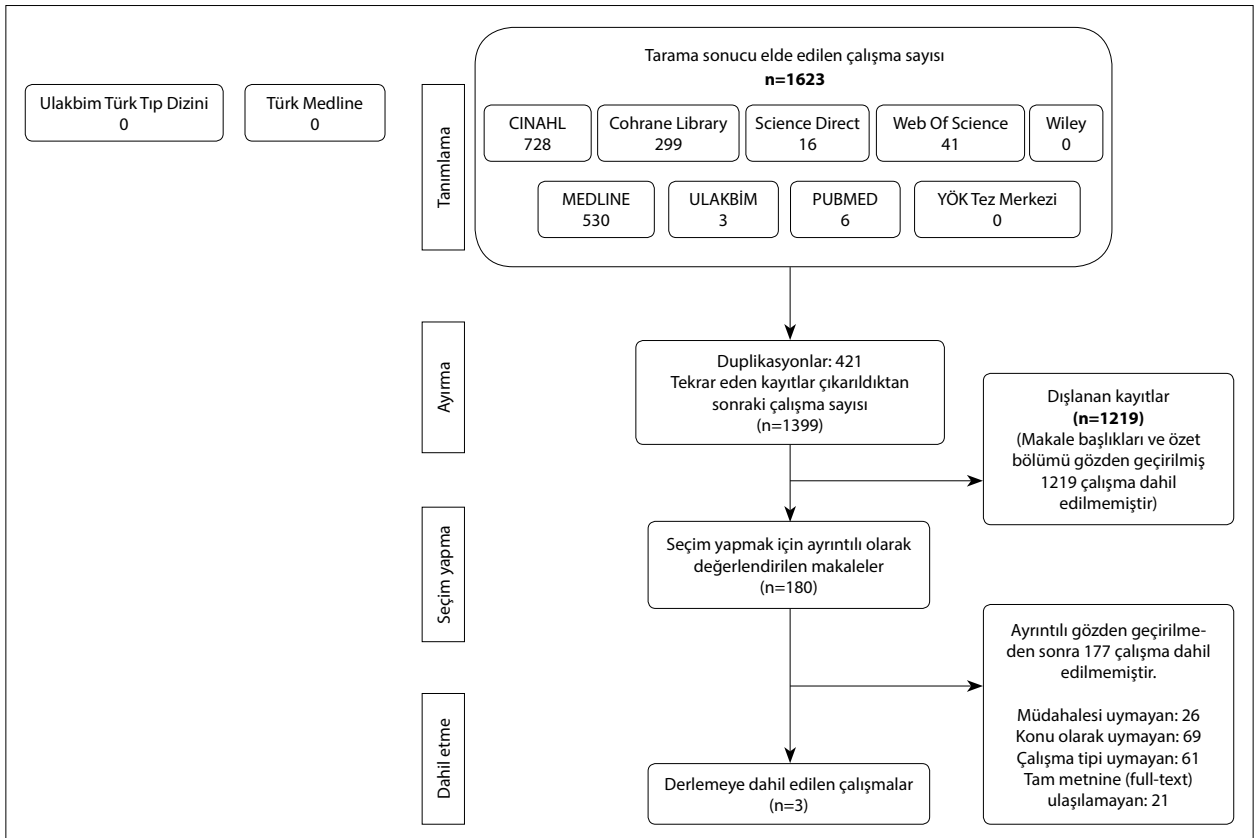 Tarama sonucu elde edilen çalışma sayısı
n=1623
Ulakbim Türk Tıp Dizini
0
Türk Medline
0
Tanımlama
CINAHL
728
Cohrane Library
299
Science Direct
16
Web Of Science
41
Wiley
0
MEDLINE
530
ULAKBİM
3
PUBMED
6
YÖK Tez Merkezi
0
Ayırma
Duplikasyonlar: 421
Tekrar eden kayıtlar çıkarıldıktan
sonraki çalışma sayısı
(n=1399)
Dışlanan kayıtlar
(n=1219)
(Makale başlıkları ve özet
bölümü gözden geçirilmiş
1219 çalışma dahil
edilmemiştir)
Seçim yapma
Seçim yapmak için ayrıntılı olarak
değerlendirilen makaleler
(n=180)
Ayrıntılı gözden geçirilme-
den sonra 177 çalışma dahil
edilmemiştir.
Müdahalesi uymayan: 26
Konu olarak uymayan: 69
Çalışma tipi uymayan: 61
Tam metnine (full-text)
ulaşılamayan: 21
Dahil etme
Derlemeye dahil edilen çalışmalar
(n=3)